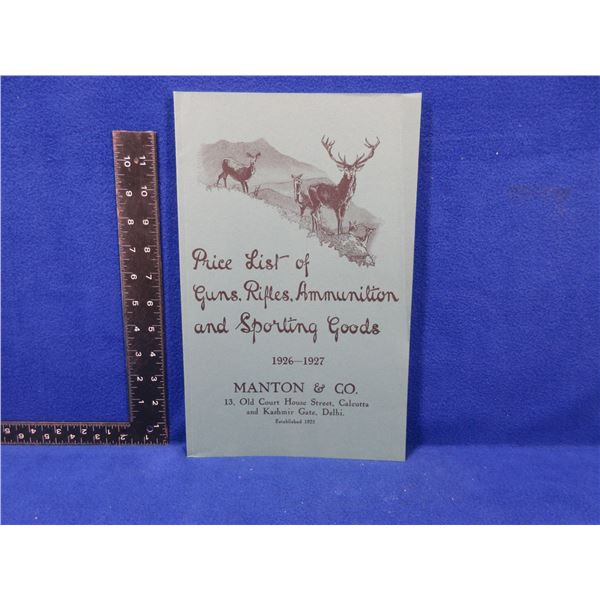 Price List of
Guns, Rifles, Ammunition
and Sporting Goods
1926—1927
MANTON & CO.
13, Old Court House Street, Calcutta
and Kashmir Gate, Delhi.
Established 1825